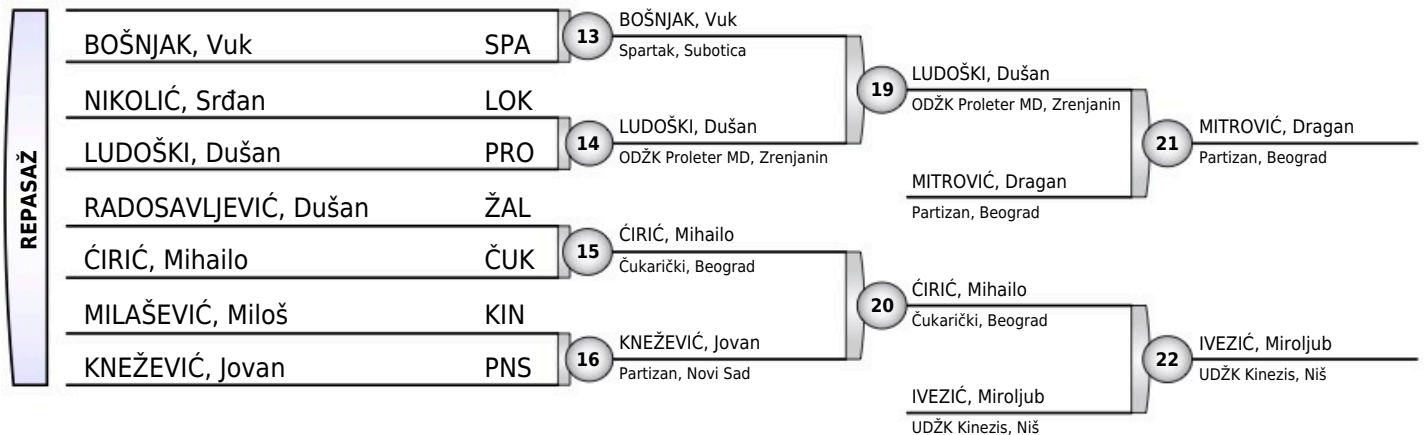 REPASAŽ
BOŠNJAK, Vuk SPA
NIKOLIĆ, Srđan LOK
LUDOŠKI, Dušan PRO
RADOSAVLJEVIĆ, Dušan ŽAL
ĆIRIĆ, Mihailo ČUK
MILAŠEVIĆ, Miloš KIN
KNEŽEVIĆ, Jovan PNS
13
BOŠNJAK, Vuk
Spartak, Subotica
14
LUDOŠKI, Dušan
ODŽK Proleter MD, Zrenjanin
15
ĆIRIĆ, Mihailo
Čukarički, Beograd
16
KNEŽEVIĆ, Jovan
Partizan, Novi Sad
19
LUDOŠKI, Dušan
ODŽK Proleter MD, Zrenjanin
MITROVIĆ, Dragan
Partizan, Beograd
20
ĆIRIĆ, Mihailo
Čukarički, Beograd
IVEZIĆ, Miroljub
UDŽK Kinezis, Niš
21
MITROVIĆ, Dragan
Partizan, Beograd
22
IVEZIĆ, Miroljub
UDŽK Kinezis, Niš